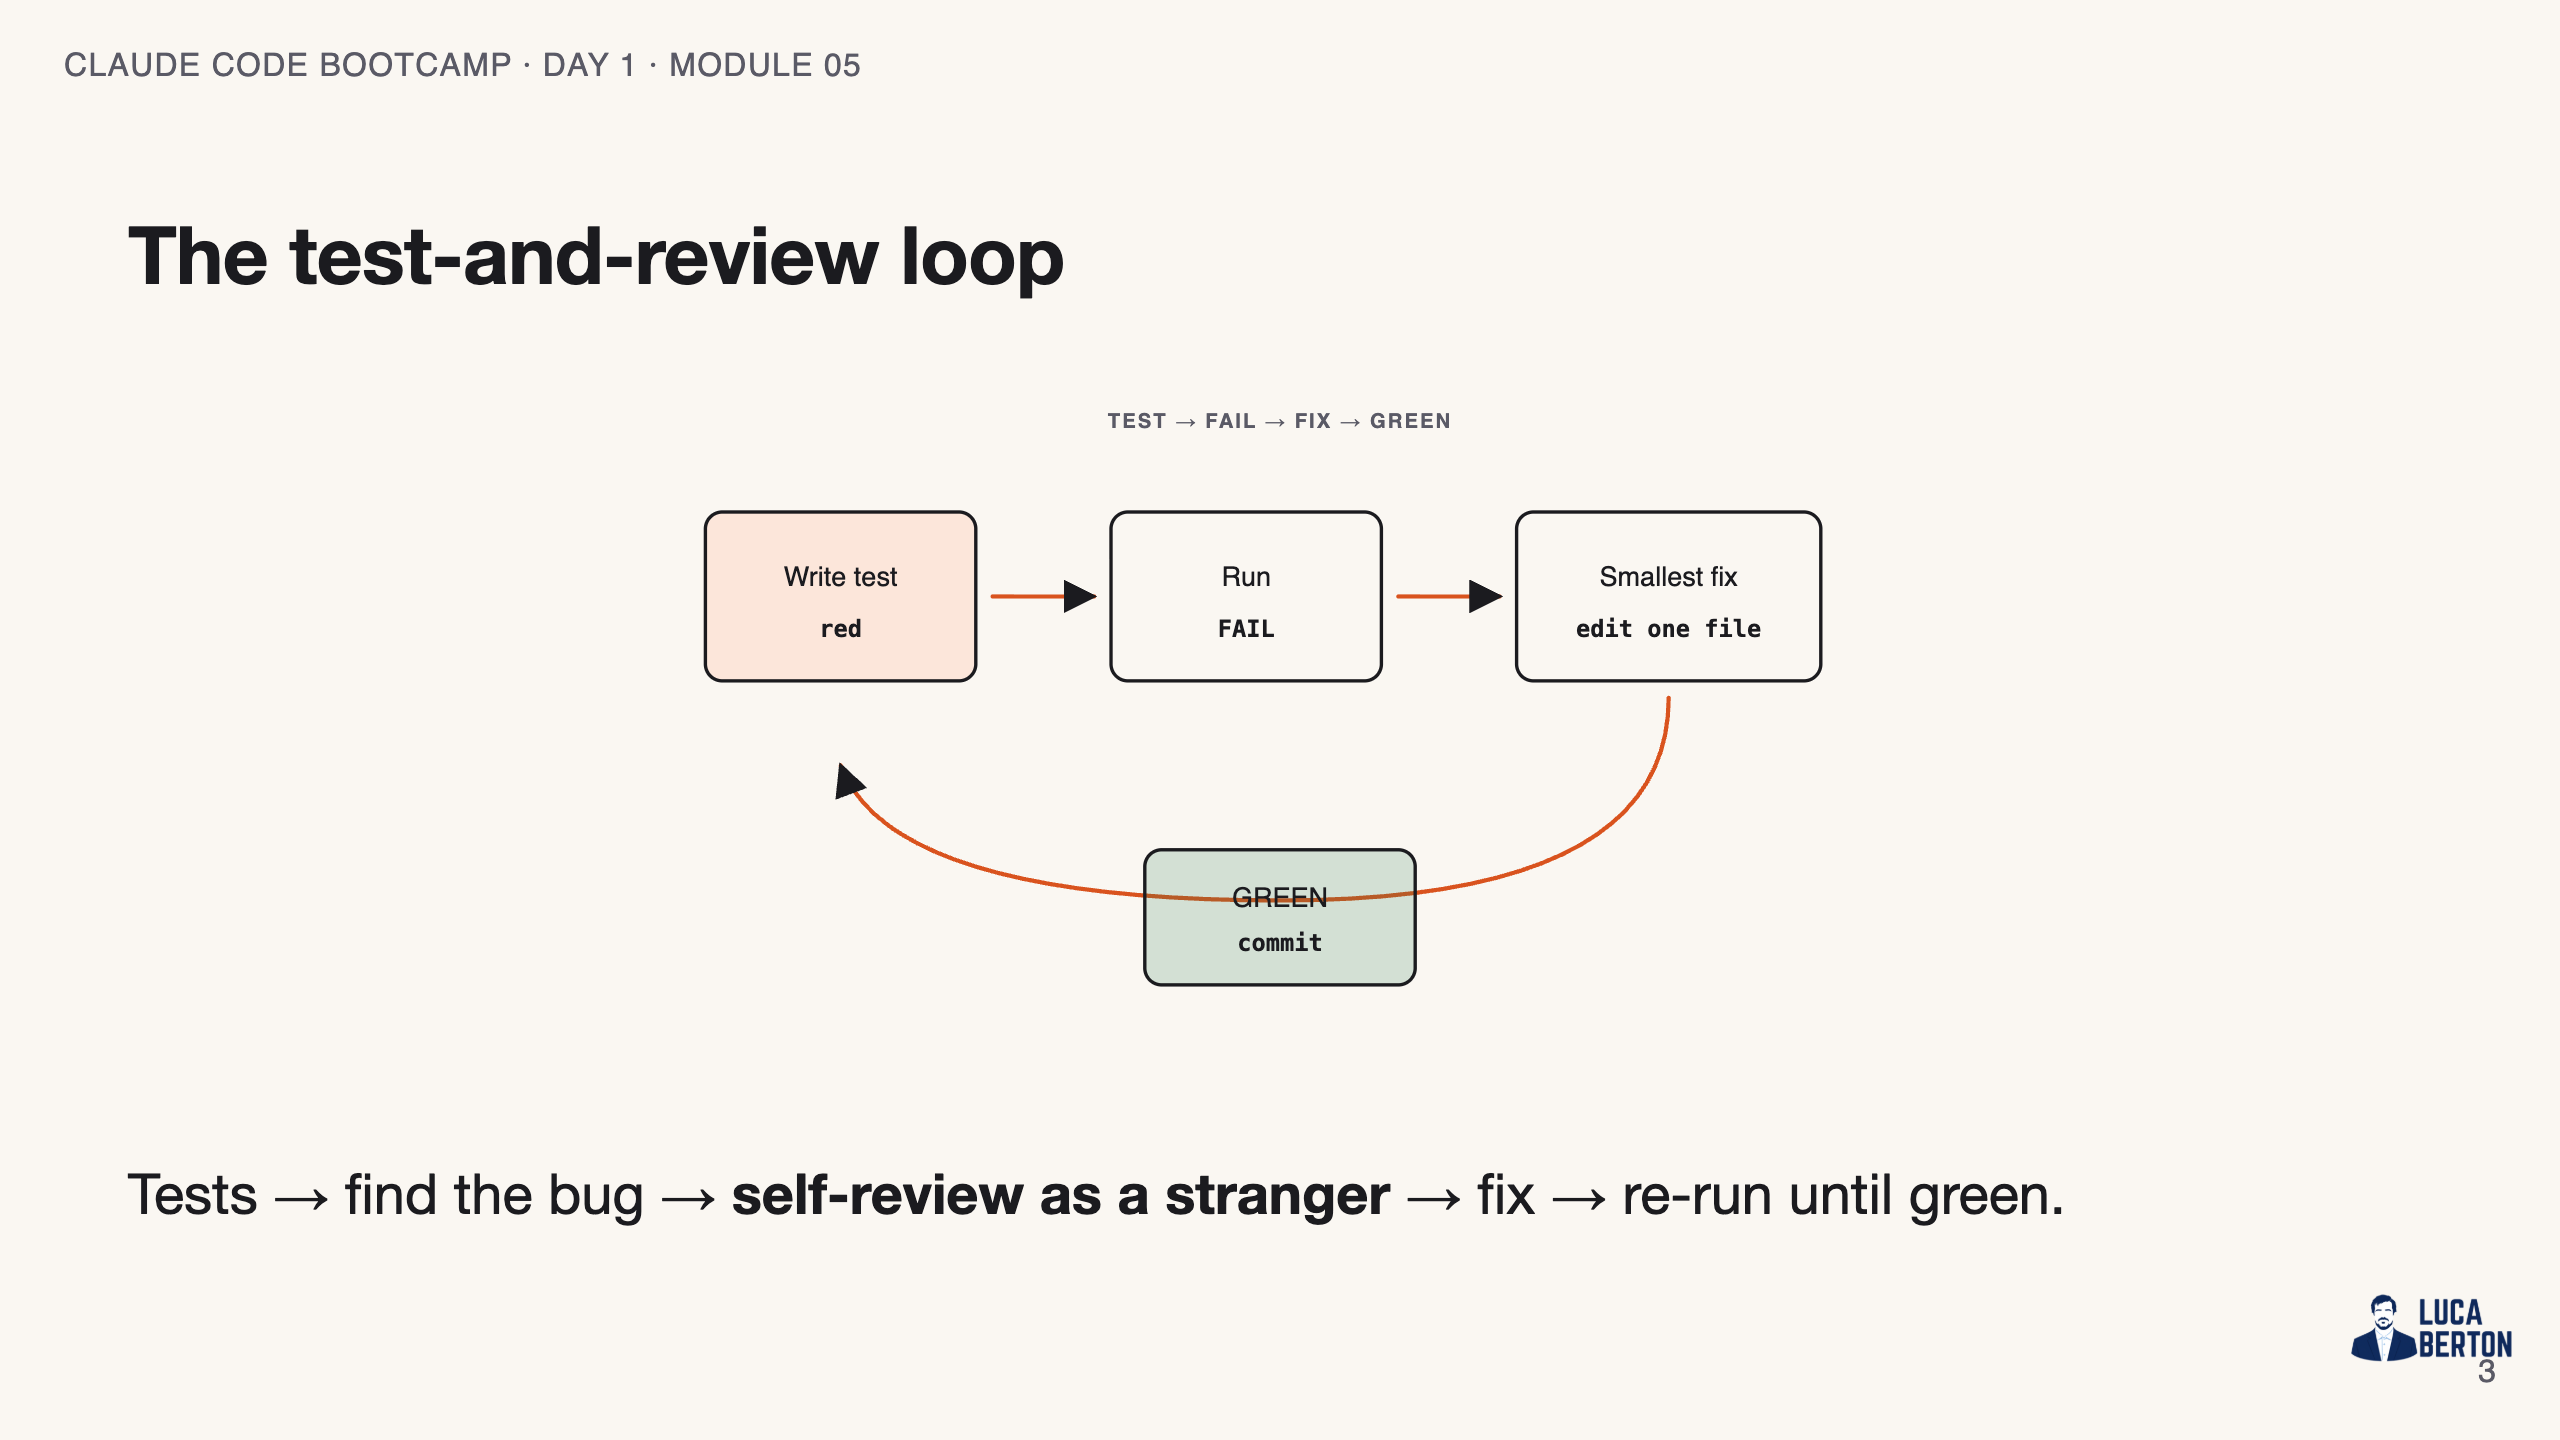 CLAUDE CODE BOOTCAMP · DAY 1 · MODULE 05
The test-and-review loop
TEST → FAIL → FIX → GREEN
Write test
red
Run
FAIL
Smallest fix
edit one file
GREEN
commit
Tests → find the bug → self-review as a stranger → fix → re-run until green.
LUCA
BERTON
3